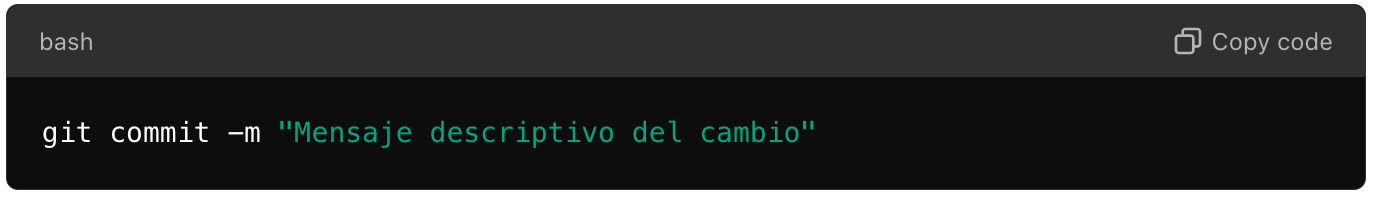 bash
Copy code
git commit -m "Mensaje descriptivo del cambio"